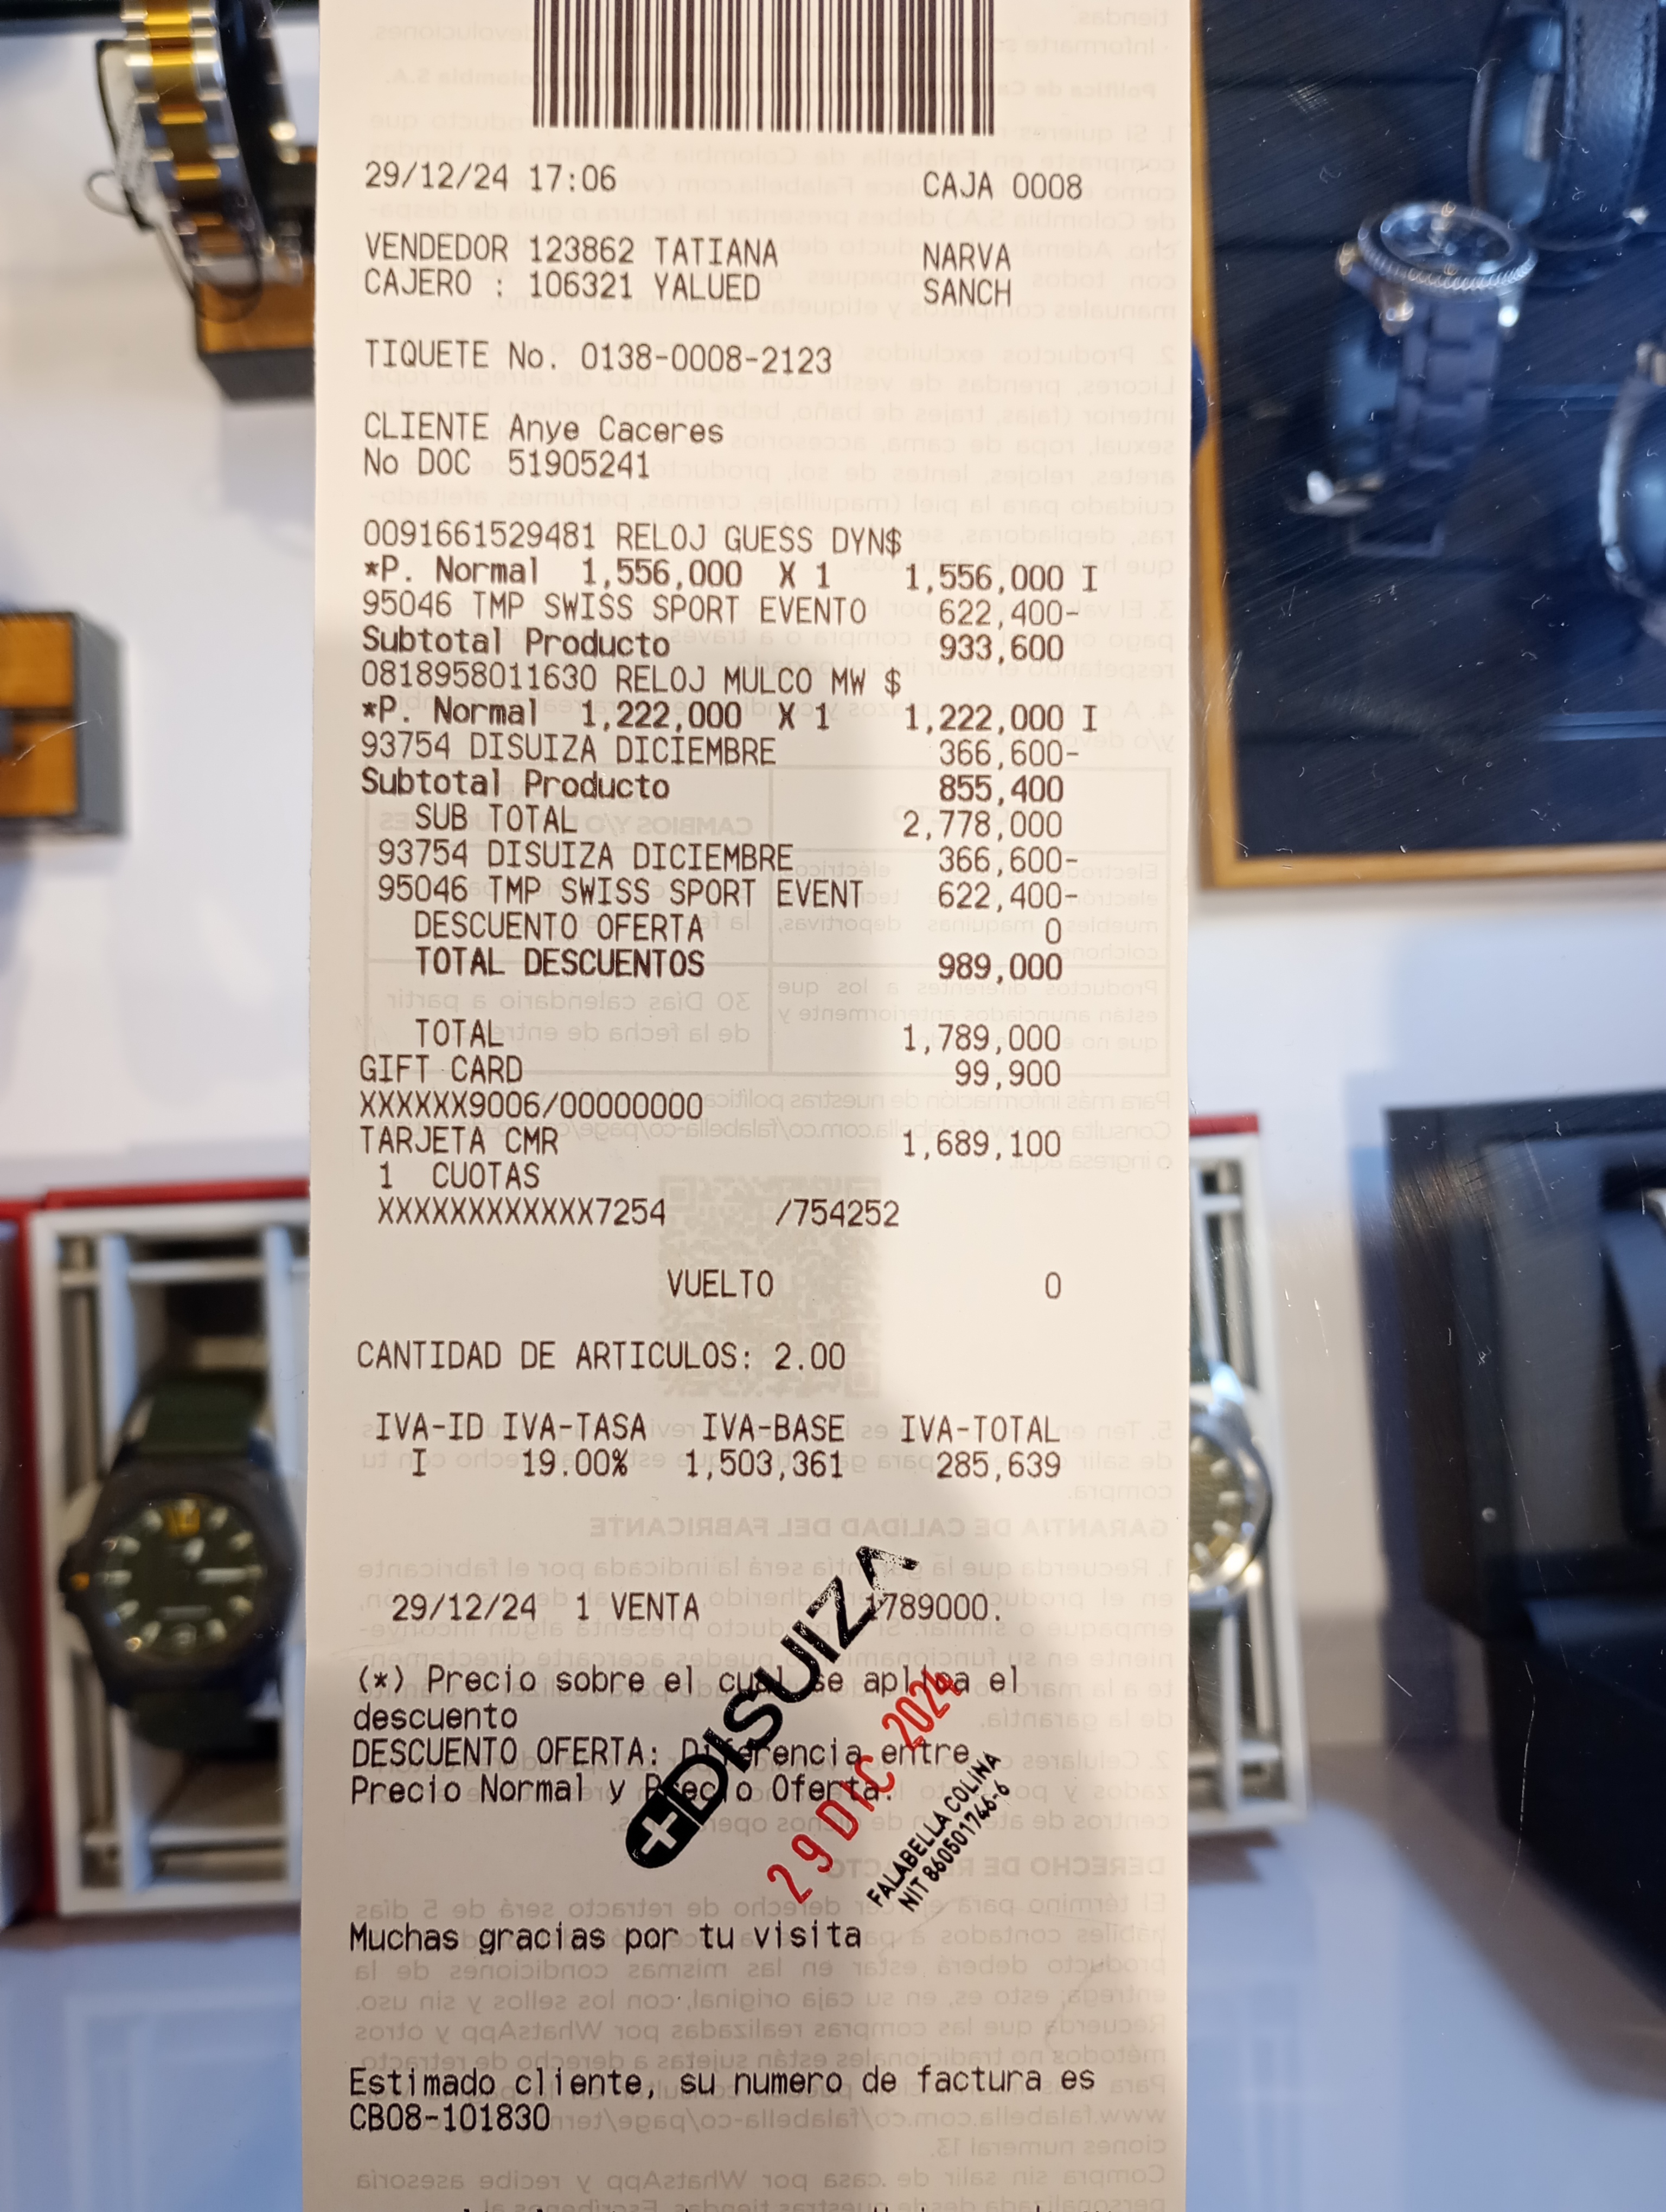 29/12/24 17:06 CAJA 0008
VENDEDOR 123862 TATIANA NARVA
CAJERO : 106321 YALUED SANCH
TIQUETE No. 0138-0008-2123
CLIENTE Anye Caceres
No DOC 51905241
0091661529481 RELOJ GUESS DYN$
*P. Normal 1,556,000 X 1 1,556,000 I
95046 TMP SWISS SPORT EVENTO 622,400-
Subtotal Producto 933,600
0818958011630 RELOJ MULCO MW $
*P. Normal 1,222,000 X 1 1,222,000 I
93754 DISUIZA DICIEMBRE 366,600-
Subtotal Producto 855,400
SUB TOTAL 2,778,000
93754 DISUIZA DICIEMBRE 366,600-
95046 TMP SWISS SPORT EVENT 622,400-
DESCUENTO OFERTA 0
TOTAL DESCUENTOS 989,000
TOTAL 1,789,000
GIFT CARD 99,900
XXXXXX9006/00000000
TARJETA CMR 1,689,100
1 CUOTAS
XXXXXXXXXXXX7254 /754252
VUELTO 0
CANTIDAD DE ARTICULOS: 2.00
IVA-ID IVA-TASA IVA-BASE IVA-TOTAL
I 19.00% 1,503,361 285,639
29/12/24 1 VENTA 1789000.
(*) Precio sobre el cual se aplica el
descuento
DESCUENTO OFERTA: Diferencia entre
Precio Normal y Precio Oferta.
DISUIZA
29 DIC 2024
FALABELLA COLINA
NIT 860501746-6
Muchas gracias por tu visita
Estimado cliente, su numero de factura es
CB08-101830